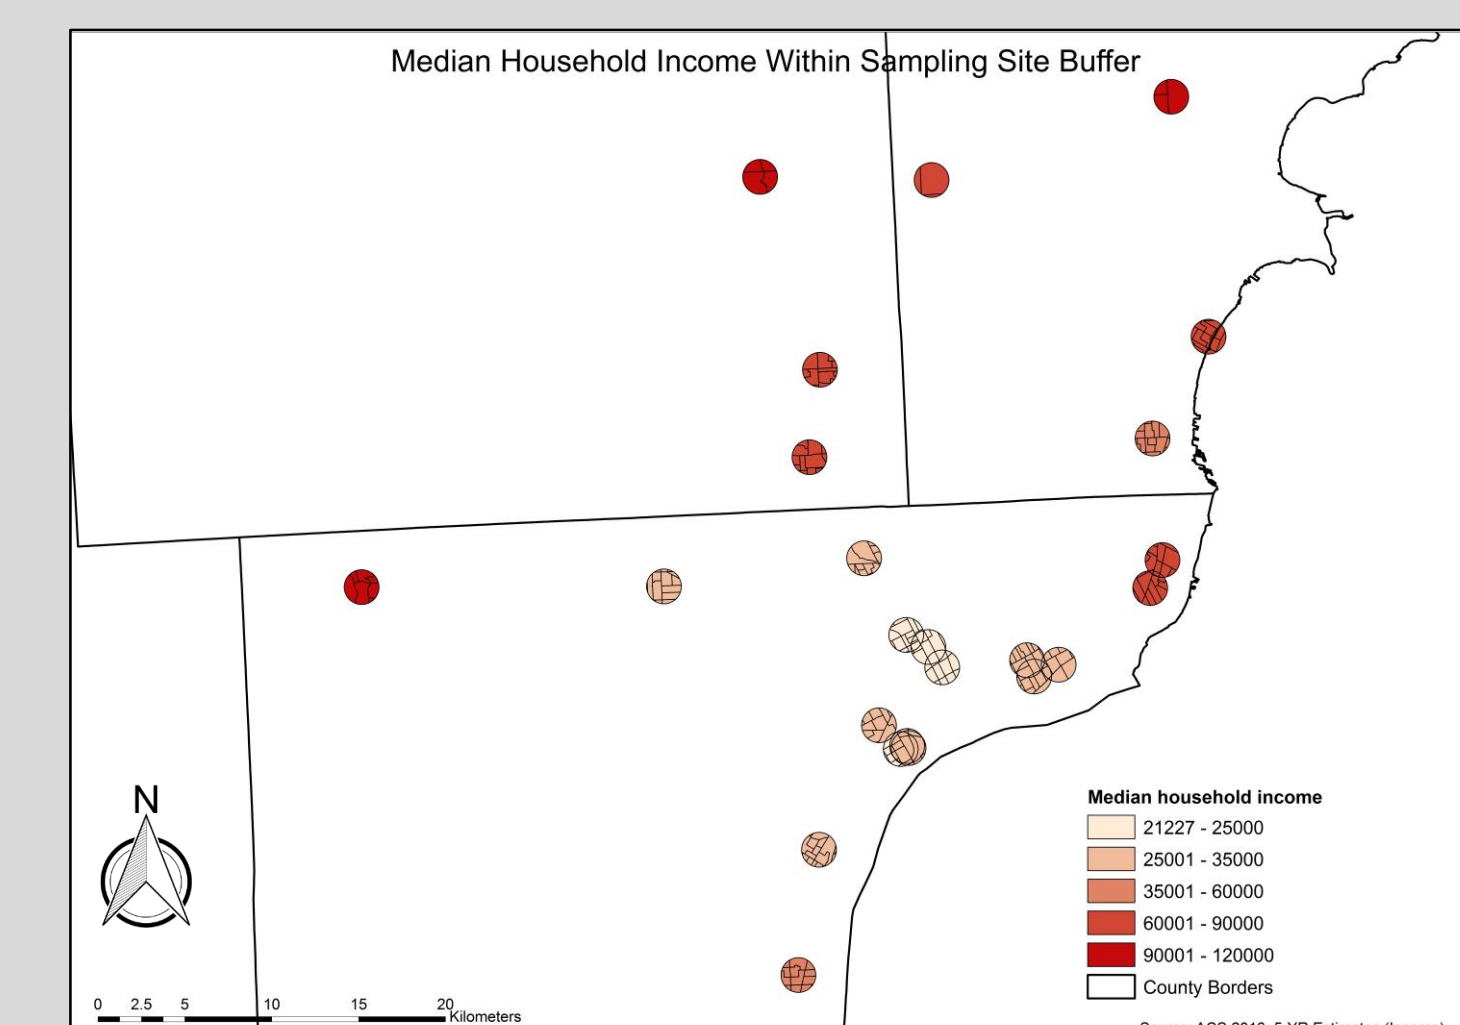 Median Household Income Within Sampling Site Buffer
N
0 2.5 5 10 15 20
Kilometers
Median household income
21227 - 25000
25001 - 35000
35001 - 60000
60001 - 90000
90001 - 120000
County Borders